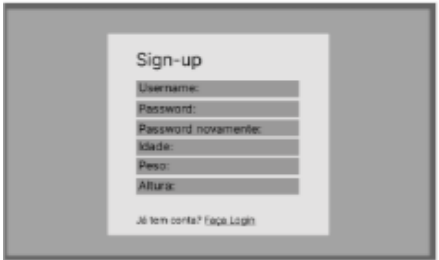 Sign-up
Username:
Password:
Password novamente:
Idade:
Peso:
Altura:
Já tem conta? Faça Login